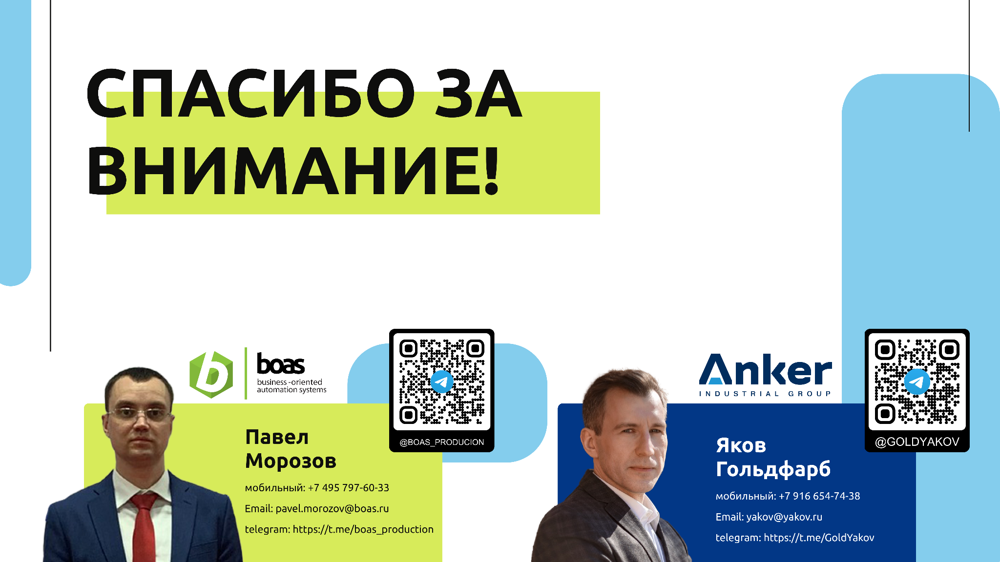 СПАСИБО ЗА
ВНИМАНИЕ!
b
boas
business-oriented
automation systems
@BOAS_PRODUCION
Павел
Морозов
мобильный: +7 495 797-60-33
Email: pavel.morozov@boas.ru
telegram: https://t.me/boas_production
Anker
INDUSTRIAL GROUP
@GOLDYAKOV
Яков
Гольдфарб
мобильный: +7 916 654-74-38
Email: yakov@yakov.ru
telegram: https://t.me/GoldYakov